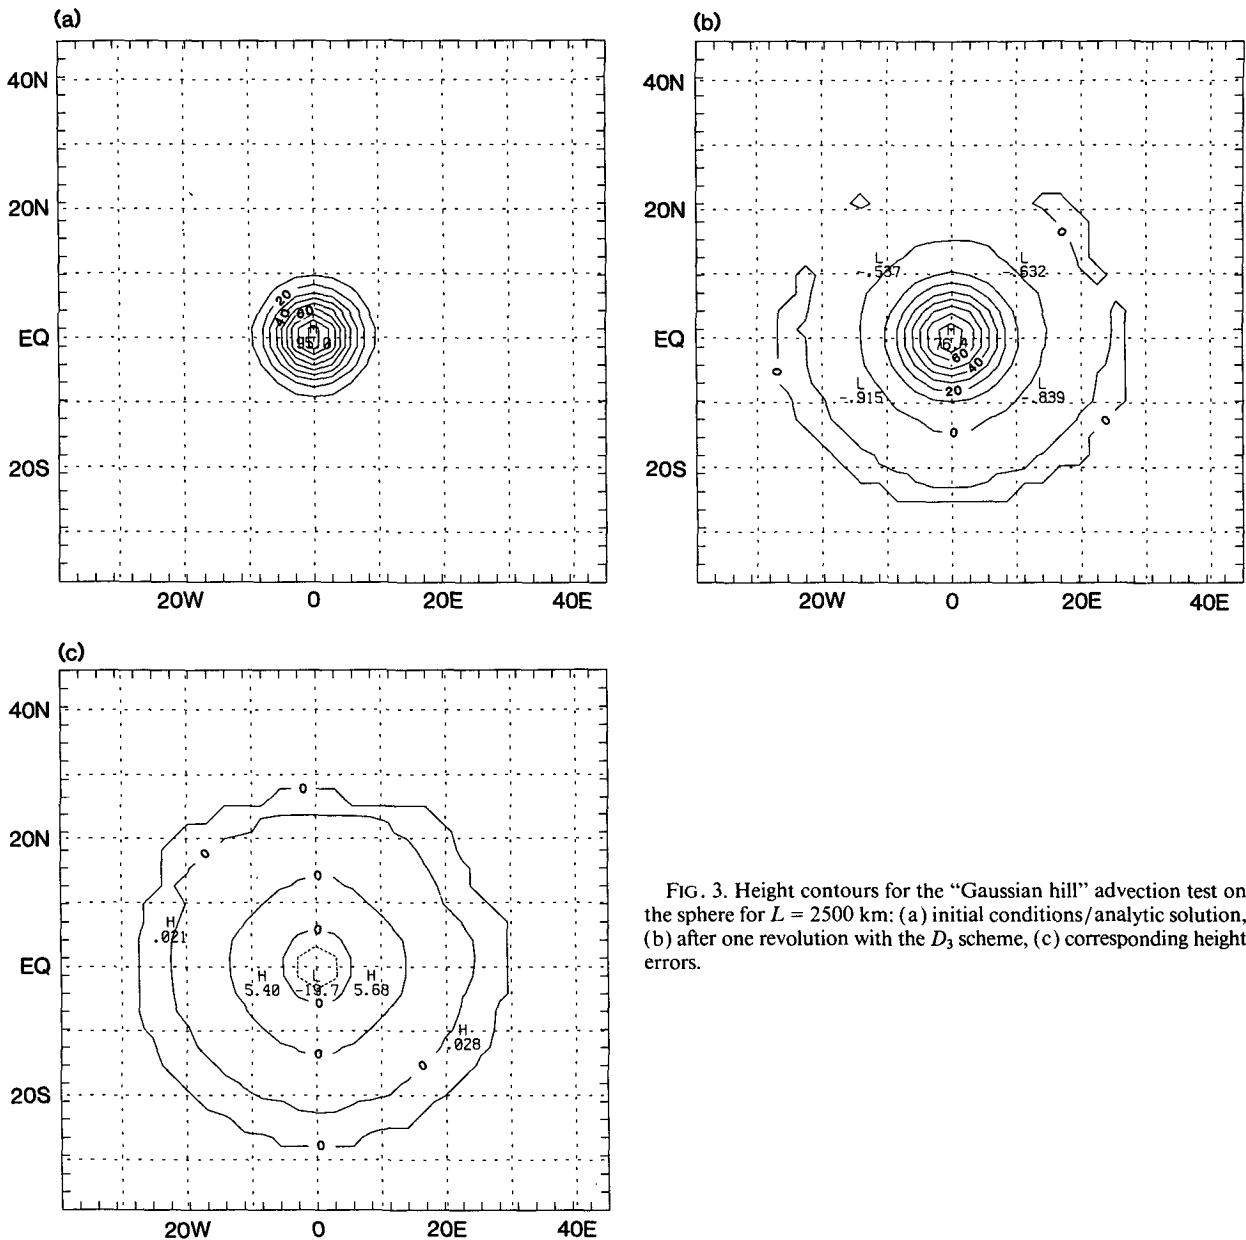 (a)
40N
20N
EQ
20S
20W 0 20E 40E
20
40
60
H
95.0
(b)
40N
20N
EQ
20S
20W 0 20E 40E
0
L
-.537
L
-.632
H
76.4
60
40
20
L
-.915
L
-.839
0
0
0
(c)
40N
20N
EQ
20S
20W 0 20E 40E
0
0
0
0
H
.021
H
5.40
L
-19.7
H
5.68
0
H
.028
0
0
0
FIG. 3. Height contours for the “Gaussian hill” advection test on
the sphere for L = 2500 km: (a) initial conditions/analytic solution,
(b) after one revolution with the D₃ scheme, (c) corresponding height
errors.